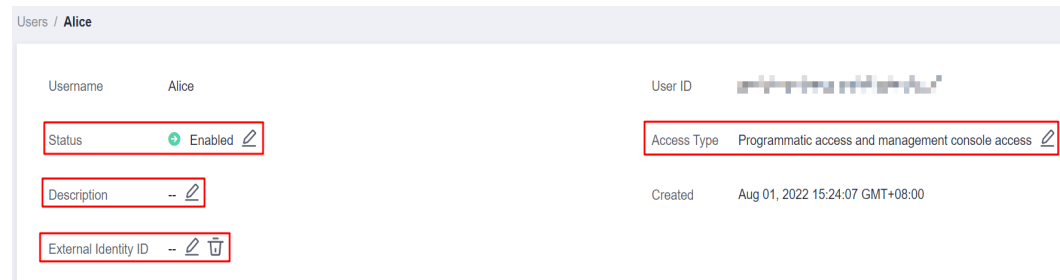 Users / Alice
Username Alice
User ID
Status Enabled
Access Type Programmatic access and management console access
Description --
Created Aug 01, 2022 15:24:07 GMT+08:00
External Identity ID --